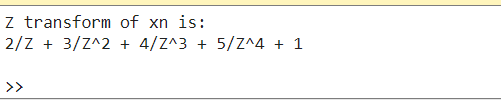 Z transform of xn is:
2/Z + 3/Z^2 + 4/Z^3 + 5/Z^4 + 1
>>